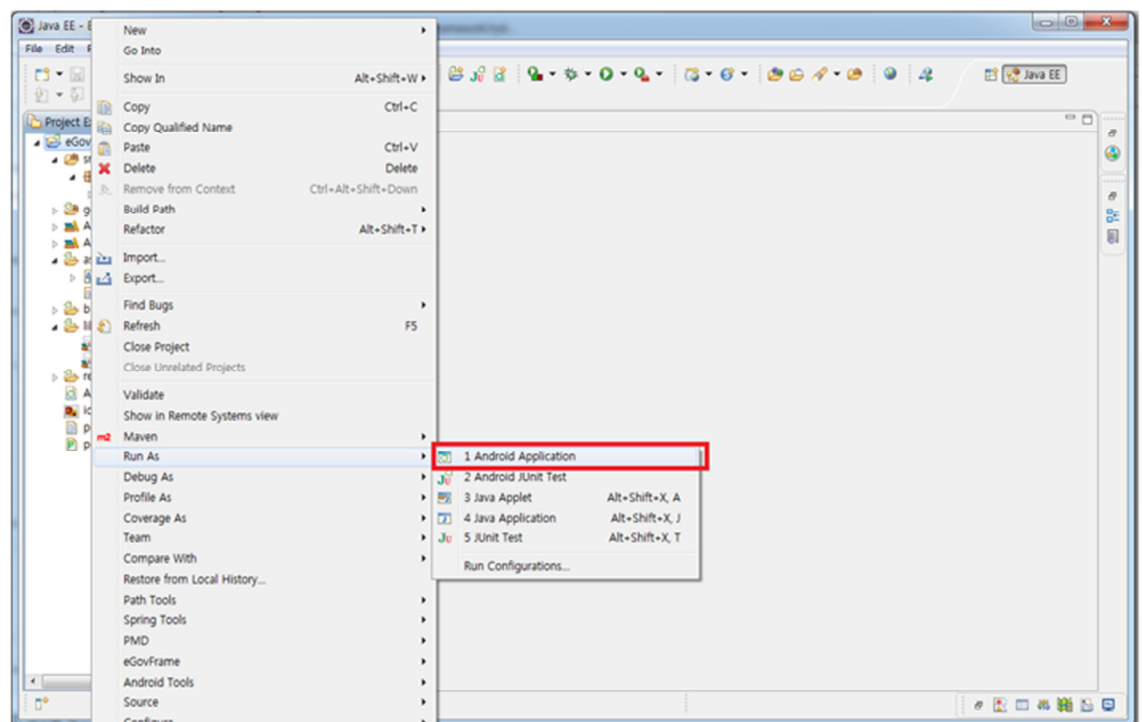 Java EE - E
File Edit
Java EE
Project E
eGov
New
Go Into
Show In Alt+Shift+W
Copy Ctrl+C
Copy Qualified Name
Paste Ctrl+V
Delete Delete
Remove from Context Ctrl+Alt+Shift+Down
Build Path
Refactor Alt+Shift+T
Import...
Export...
Find Bugs
Refresh F5
Close Project
Close Unrelated Projects
Validate
Show in Remote Systems view
m2 Maven
Run As
Debug As
Profile As
Coverage As
Team
Compare With
Restore from Local History...
Path Tools
Spring Tools
PMD
eGovFrame
Android Tools
Source
Configure
1 Android Application
2 Android JUnit Test
3 Java Applet Alt+Shift+X, A
4 Java Application Alt+Shift+X, J
5 JUnit Test Alt+Shift+X, T
Run Configurations...